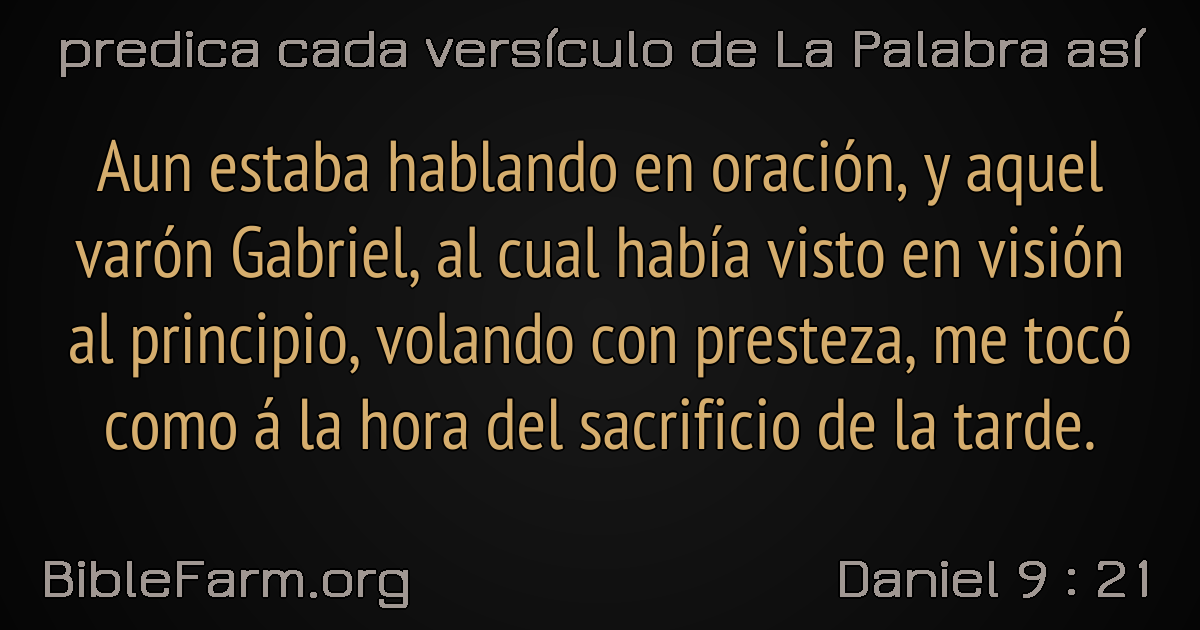 predica cada versículo de La Palabra así
Aun estaba hablando en oración, y aquel
varón Gabriel, al cual había visto en visión
al principio, volando con presteza, me tocó
como á la hora del sacrificio de la tarde.
BibleFarm.org
Daniel 9 : 21